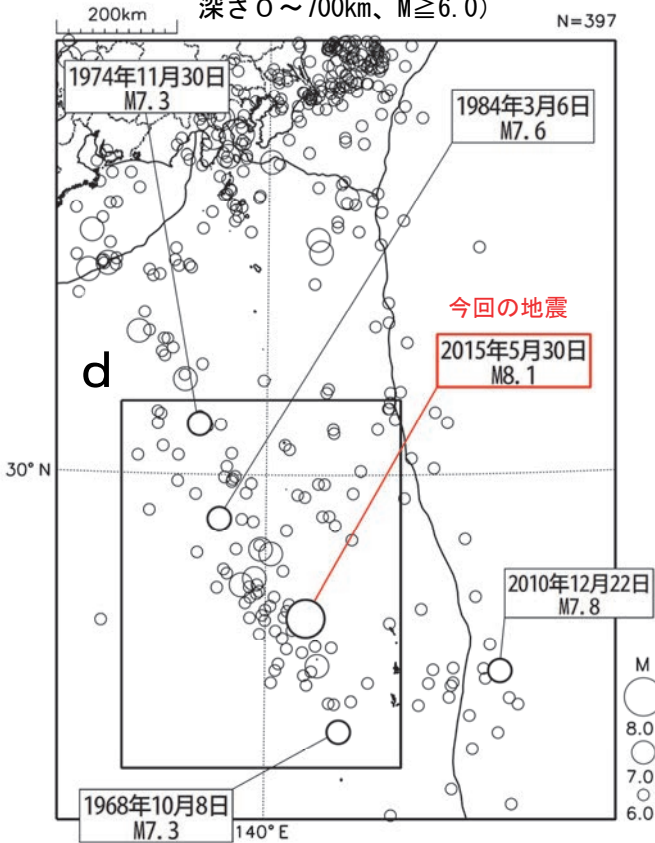 200km
深さ0～700km、M≧6.0)
N=397
1974年11月30日
M7.3
1984年3月6日
M7.6
今回の地震
2015年5月30日
M8.1
d
30°N
2010年12月22日
M7.8
M
8.0
7.0
6.0
1968年10月8日
M7.3
140°E